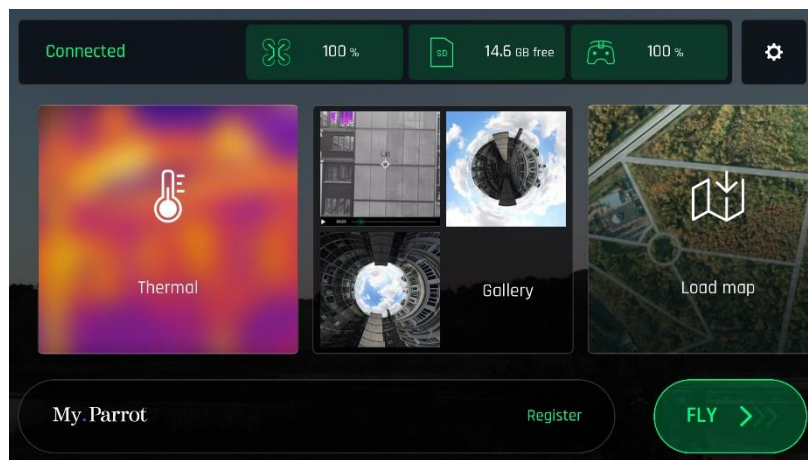 Connected
100 %
SD
14.6 GB free
100 %
Thermal
Gallery
Load map
My.Parrot
Register
FLY